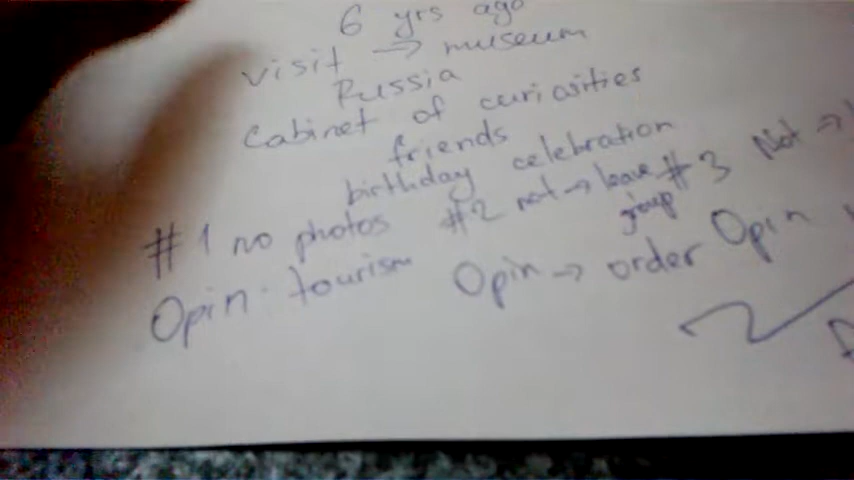 6 yrs ago
visit → museum
Russia
Cabinet of curiosities
friends
birthday celebration
#1 no photos #2 not → leave group #3 Not →
Opin. tourism Opin → order Opin